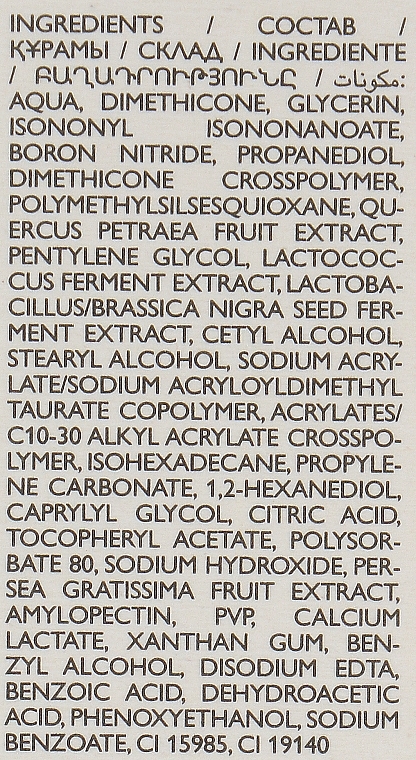 INGREDIENTS / СОСТАВ /
ҚҰРАМЫ / СКЛАД / INGREDIENTE
/ ԲԱՂԱԴՐՈՒԹՅՈՒՆԸ / مكونات:
AQUA, DIMETHICONE, GLYCERIN,
ISONONYL ISONONANOATE,
BORON NITRIDE, PROPANEDIOL,
DIMETHICONE CROSSPOLYMER,
POLYMETHYLSILSESQUIOXANE, QU-
ERCUS PETRAEA FRUIT EXTRACT,
PENTYLENE GLYCOL, LACTOCOC-
CUS FERMENT EXTRACT, LACTOBA-
CILLUS/BRASSICA NIGRA SEED FER-
MENT EXTRACT, CETYL ALCOHOL,
STEARYL ALCOHOL, SODIUM ACRY-
LATE/SODIUM ACRYLOYLDIMETHYL
TAURATE COPOLYMER, ACRYLATES/
C10-30 ALKYL ACRYLATE CROSSPO-
LYMER, ISOHEXADECANE, PROPYLE-
NE CARBONATE, 1,2-HEXANEDIOL,
CAPRYLYL GLYCOL, CITRIC ACID,
TOCOPHERYL ACETATE, POLYSOR-
BATE 80, SODIUM HYDROXIDE, PER-
SEA GRATISSIMA FRUIT EXTRACT,
AMYLOPECTIN, PVP, CALCIUM
LACTATE, XANTHAN GUM, BEN-
ZYL ALCOHOL, DISODIUM EDTA,
BENZOIC ACID, DEHYDROACETIC
ACID, PHENOXYETHANOL, SODIUM
BENZOATE, CI 15985, CI 19140